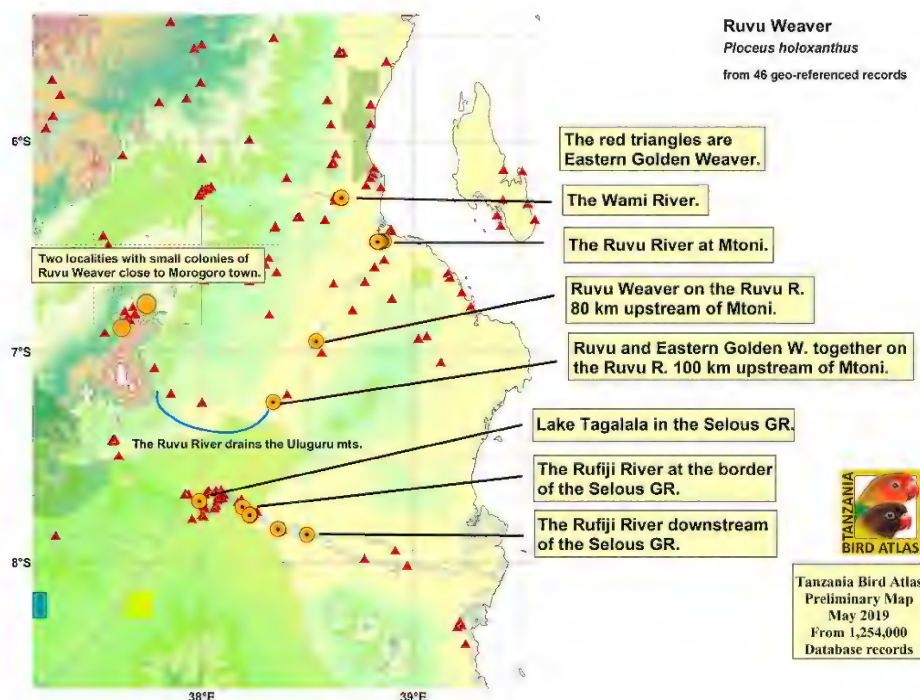 Ruvu Weaver
Ploceus holoxanthus
from 46 geo-referenced records
The red triangles are
Eastern Golden Weaver.
6°S
The Wami River.
The Ruvu River at Mtoni.
Two localities with small colonies of
Ruvu Weaver close to Morogoro town.
Ruvu Weaver on the Ruvu R.
80 km upstream of Mtoni.
7°S
Ruvu and Eastern Golden W. together on
the Ruvu R. 100 km upstream of Mtoni.
The Ruvu River drains the Uluguru mts.
Lake Tagalala in the Selous GR.
The Rufiji River at the border
of the Selous GR.
The Rufiji River downstream
of the Selous GR.
8°S
TANZANIA
BIRD ATLAS
Tanzania Bird Atlas
Preliminary Map
May 2019
From 1,254,000
Database records
38°E
39°E